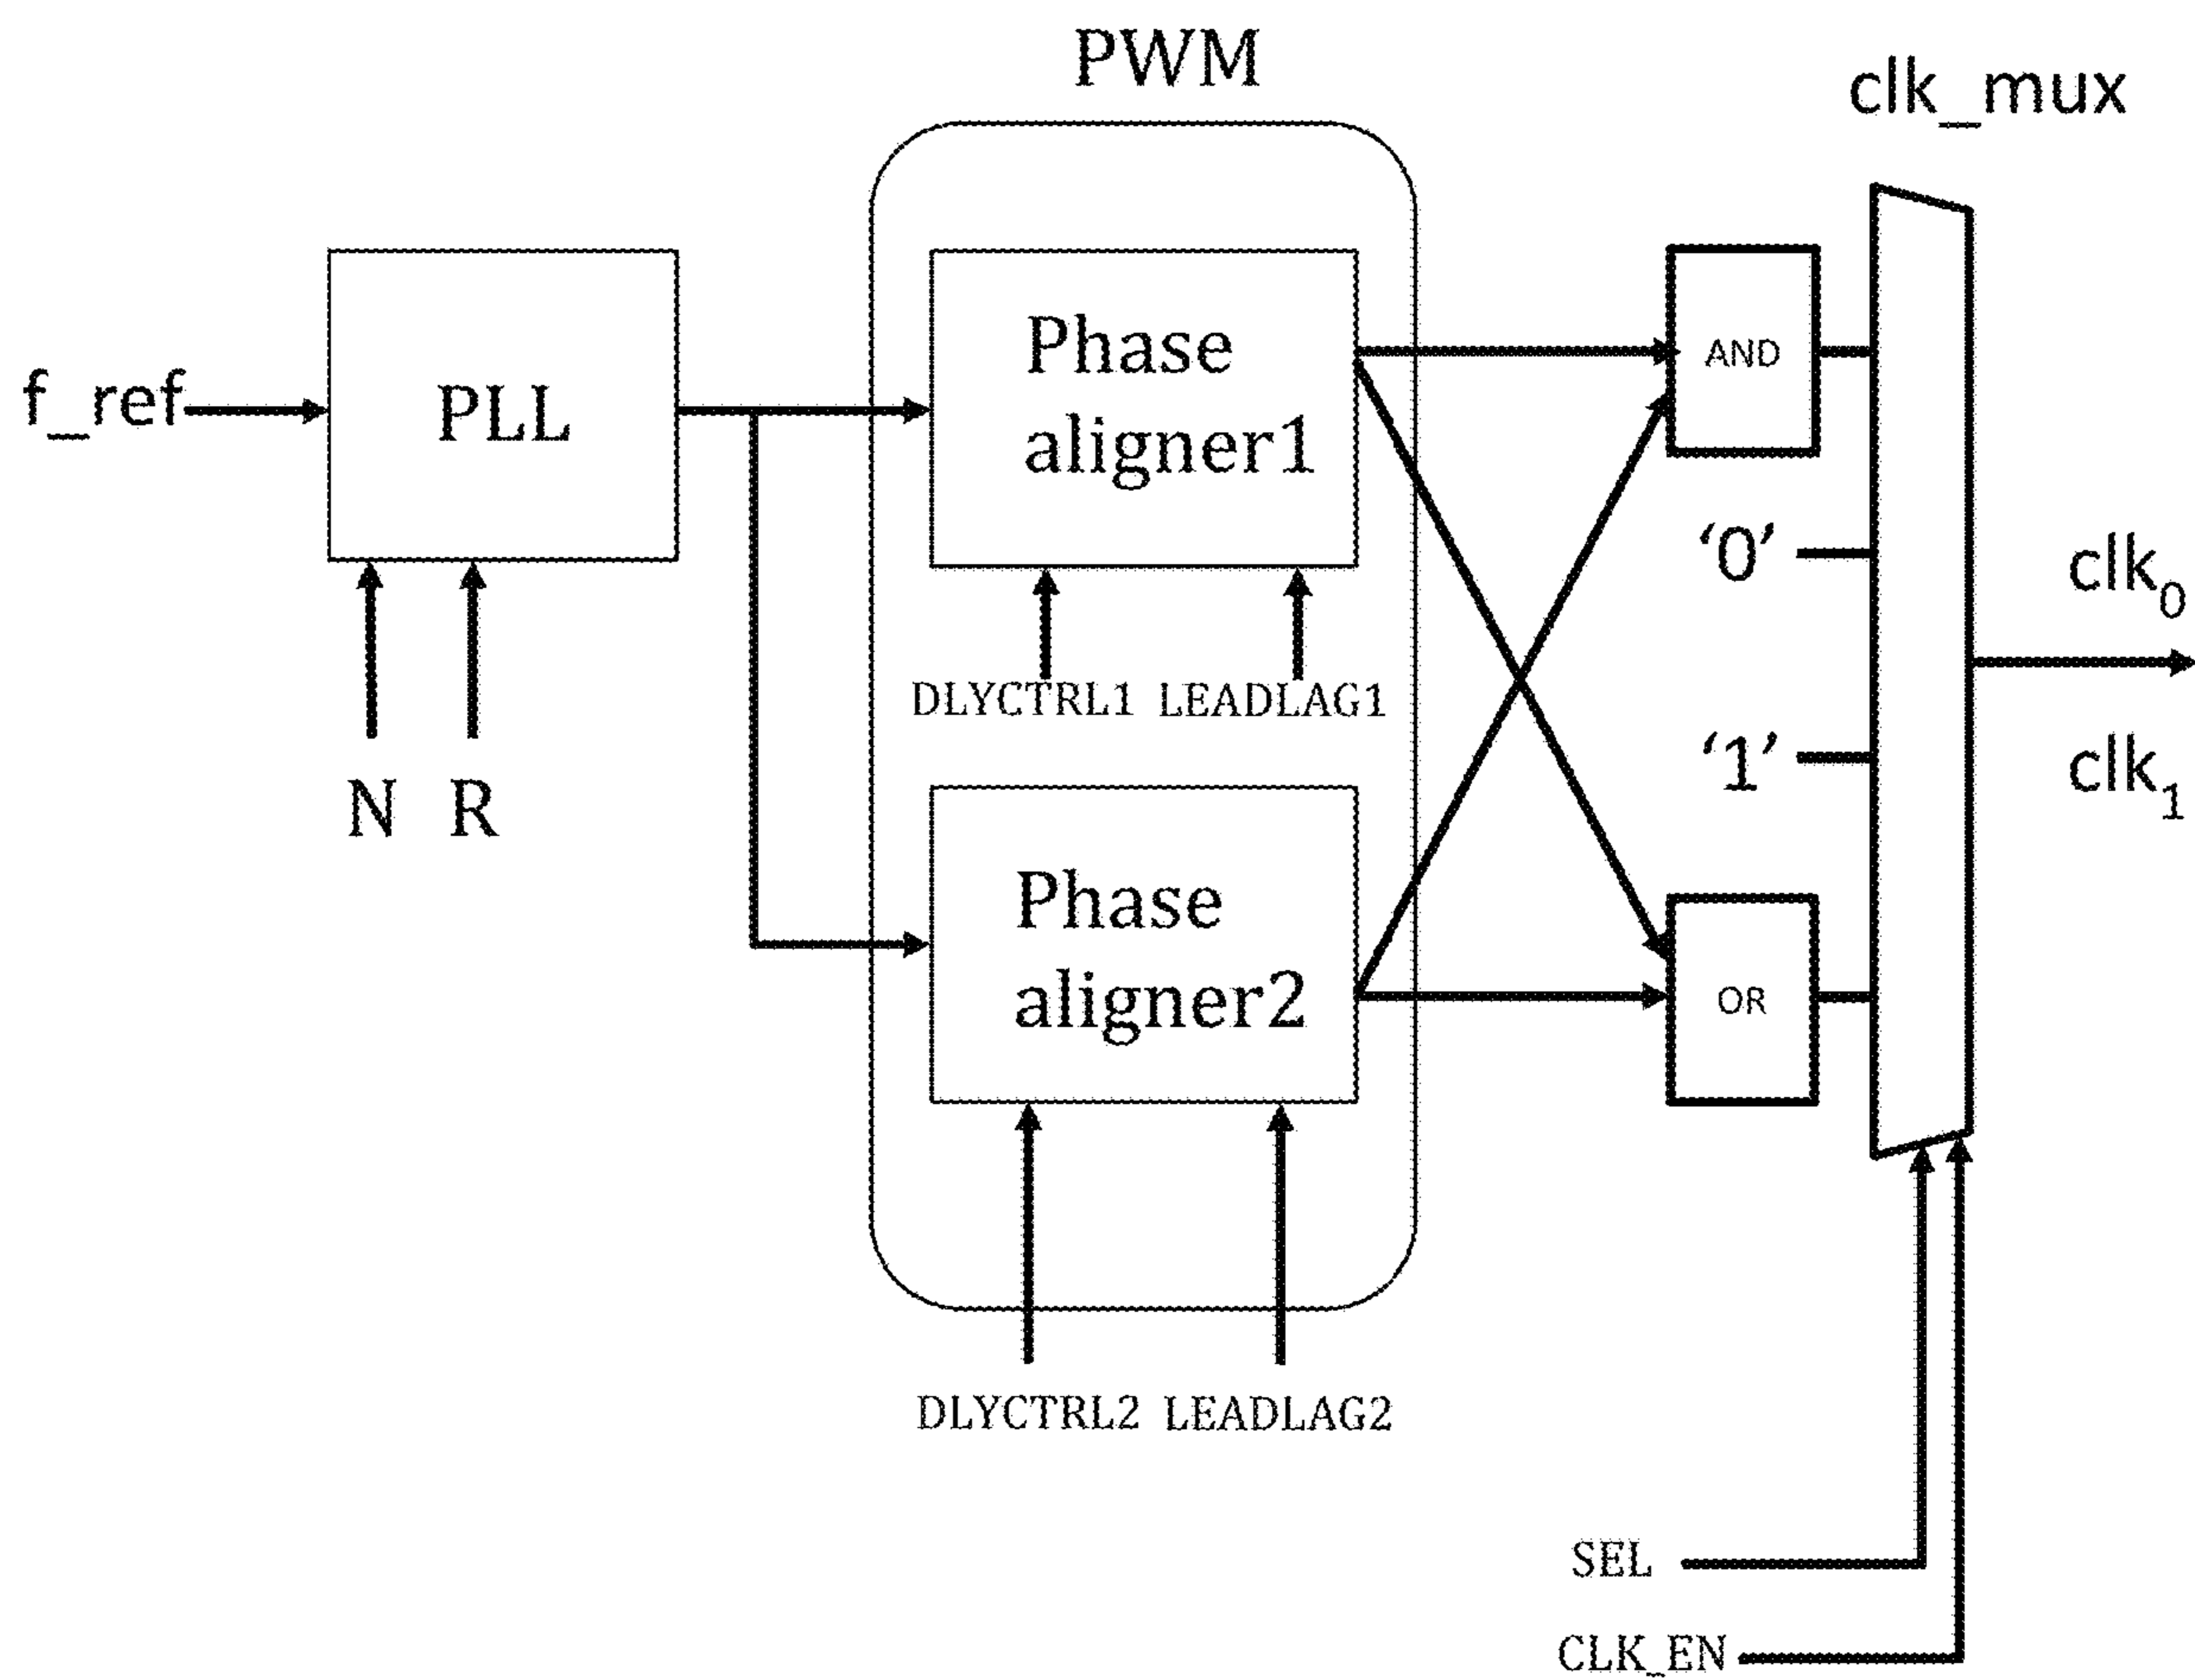 PWM
clk_mux
f_ref
PLL
Phase
aligner1
AND
‘0’
clk0
DLYCTRL1 LEADLAG1
‘1’
clk1
N R
Phase
aligner2
OR
DLYCTRL2 LEADLAG2
SEL
CLK_EN